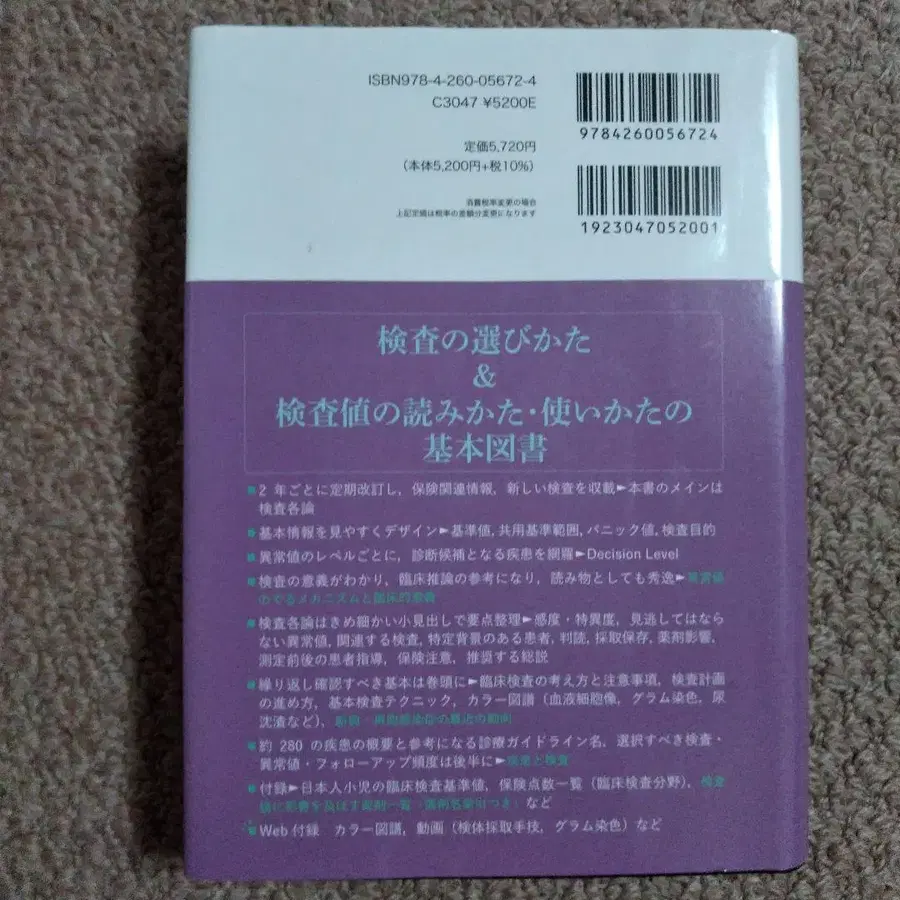 ISBN978-4-260-05672-4
C3047 ¥5200E
9784260056724
定価5,720円
(本体5,200円+税10%)
消費税率変更の場合
上記定価は税率の差額分変更になります
1923047052001
検査の選びかた
&
検査値の読みかた・使いかたの
基本図書
■2年ごとに定期改訂し,保険関連情報,新しい検査を収載►本書のメインは
検査各論
■基本情報を見やすくデザイン►基準値,共用基準範囲,パニック値,検査目的
■異常値のレベルごとに,診断候補となる疾患を網羅►Decision Level
■検査の意義がわかり,臨床推論の参考になり,読み物としても秀逸►異常値
のでるメカニズムと臨床的意義
■検査各論はきめ細かい小見出しで要点整理►感度・特異度,見逃してはなら
ない異常値,関連する検査,特定背景のある患者,判読,採取保存,薬剤影響,
測定前後の患者指導,保険注意,推奨する総説
■繰り返し確認すべき基本は巻頭に►臨床検査の考え方と注意事項,検査計画
の進め方,基本検査テクニック,カラー図譜(血液細胞像,グラム染色,尿
沈渣など),新興・再興感染症の最近の動向
■約280の疾患の概要と参考になる診療ガイドライン名,選択すべき検査・
異常値・フォローアップ頻度は後半に►疾患と検査
■付録►日本人小児の臨床検査基準値,保険点数一覧(臨床検査分野),検査
値に影響を及ぼす薬剤一覧(薬剤名索引つき)など
■Web付録 カラー図譜,動画(検体採取手技,グラム染色)など